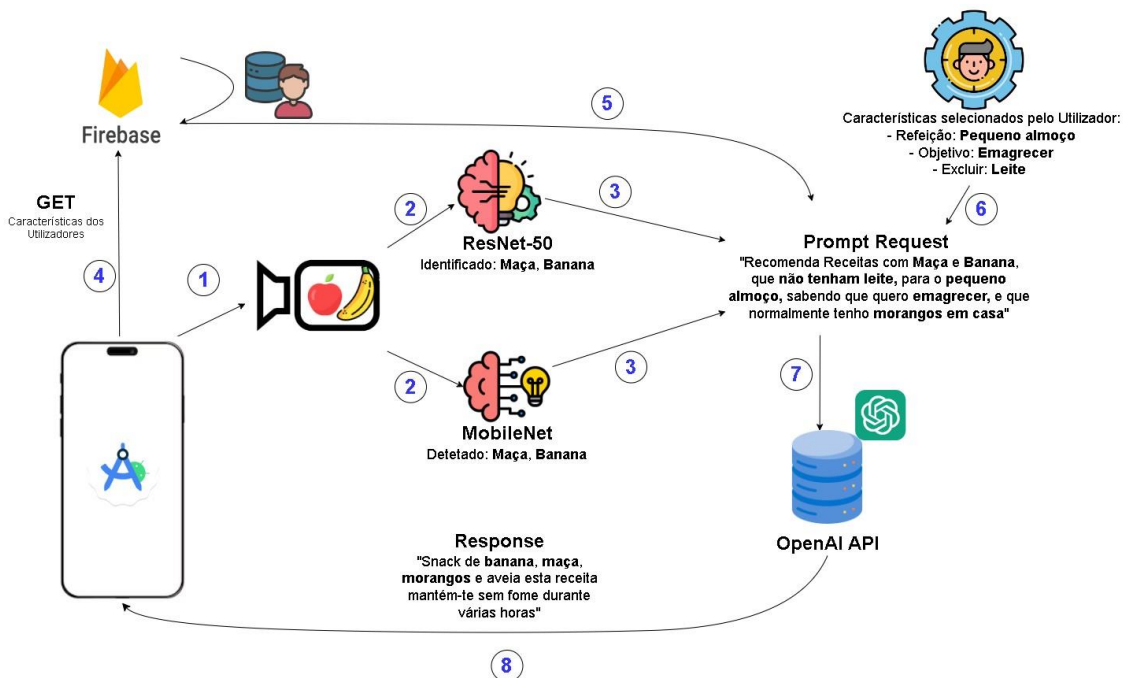 Firebase
5
Características selecionados pelo Utilizador:
- Refeição: Pequeno almoço
- Objetivo: Emagrecer
- Excluir: Leite
GET
Características dos
Utilizadores
4
1
2
ResNet-50
Identificado: Maça, Banana
3
6
Prompt Request
"Recomenda Receitas com Maça e Banana,
que não tenham leite, para o pequeno
almoço, sabendo que quero emagrecer, e que
normalmente tenho morangos em casa"
2
MobileNet
Detetado: Maça, Banana
3
7
OpenAI API
Response
"Snack de banana, maça,
morangos e aveia esta receita
mantém-te sem fome durante
várias horas"
8